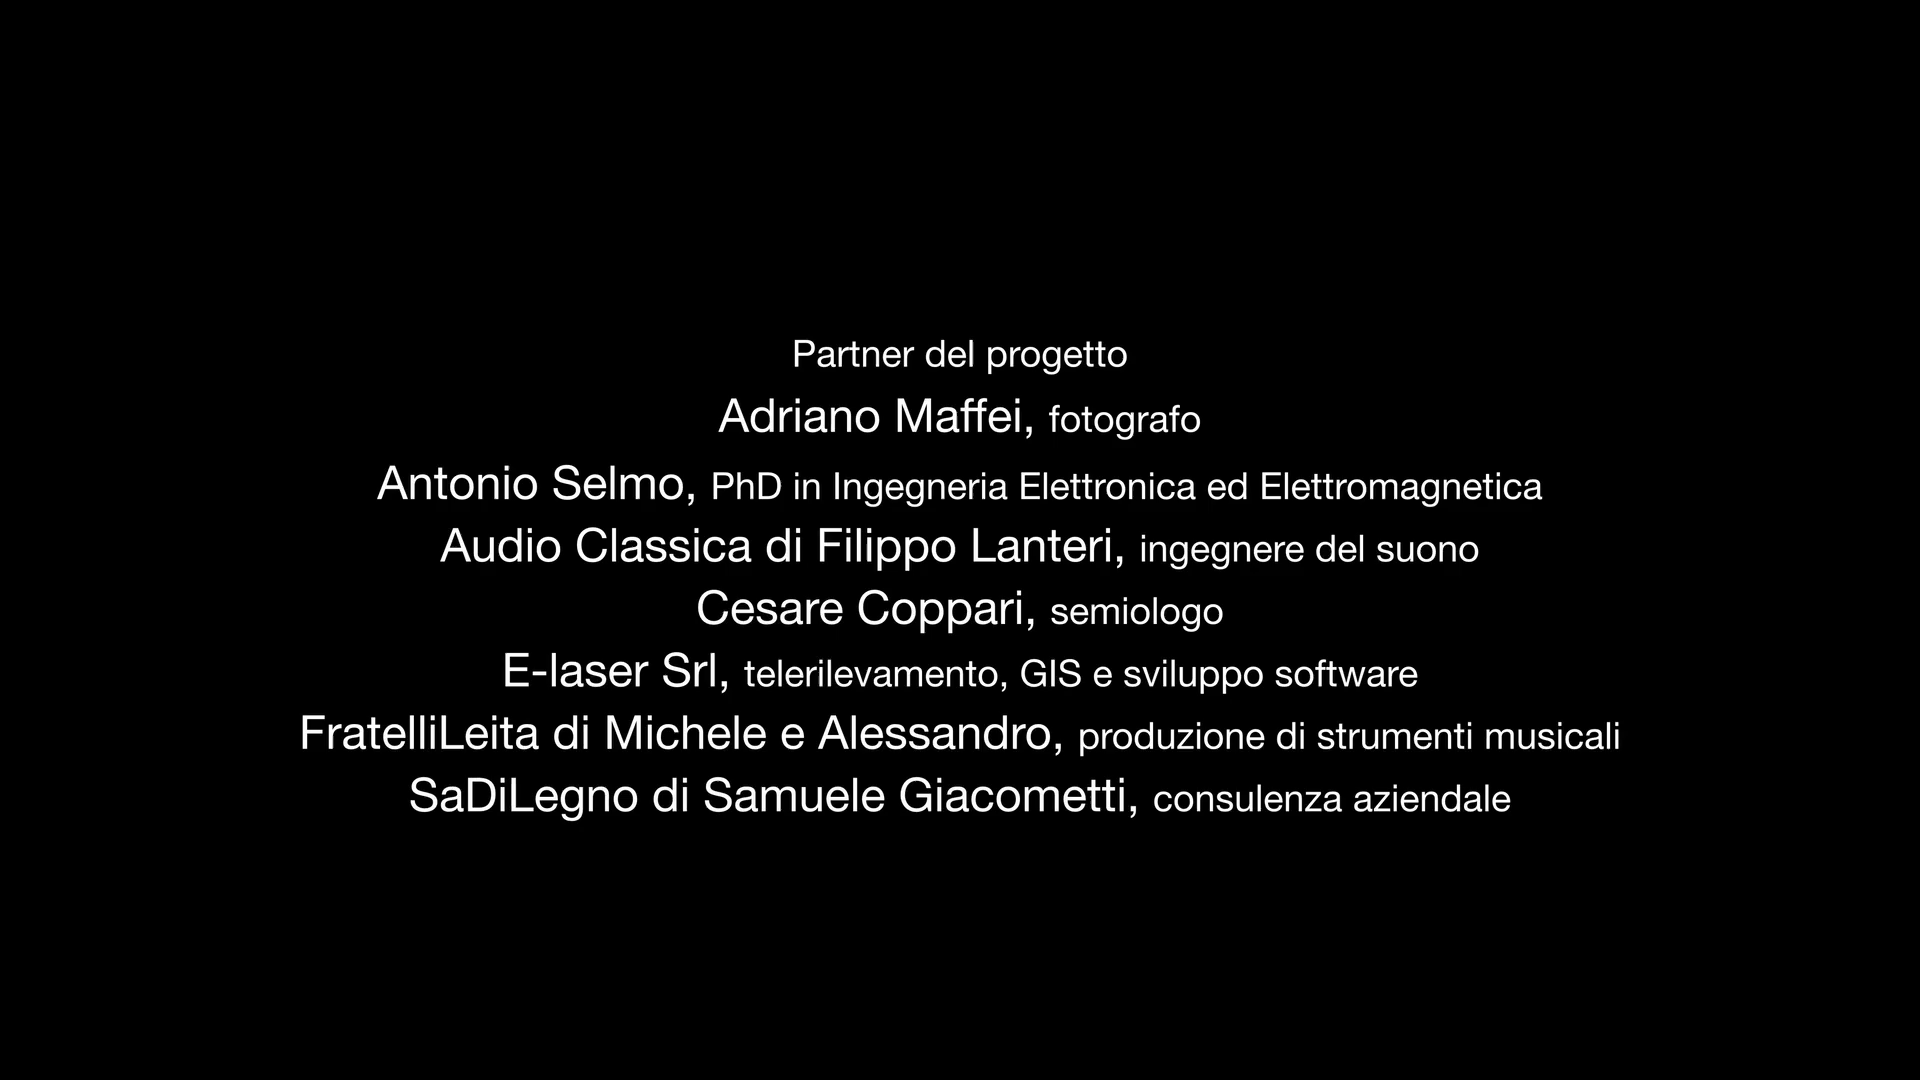 Partner del progetto
Adriano Maffei, fotografo
Antonio Selmo, PhD in Ingegneria Elettronica ed Elettromagnetica
Audio Classica di Filippo Lanteri, ingegnere del suono
Cesare Coppari, semiologo
E-laser Srl, telerilevamento, GIS e sviluppo software
FratelliLeita di Michele e Alessandro, produzione di strumenti musicali
SaDiLegno di Samuele Giacometti, consulenza aziendale